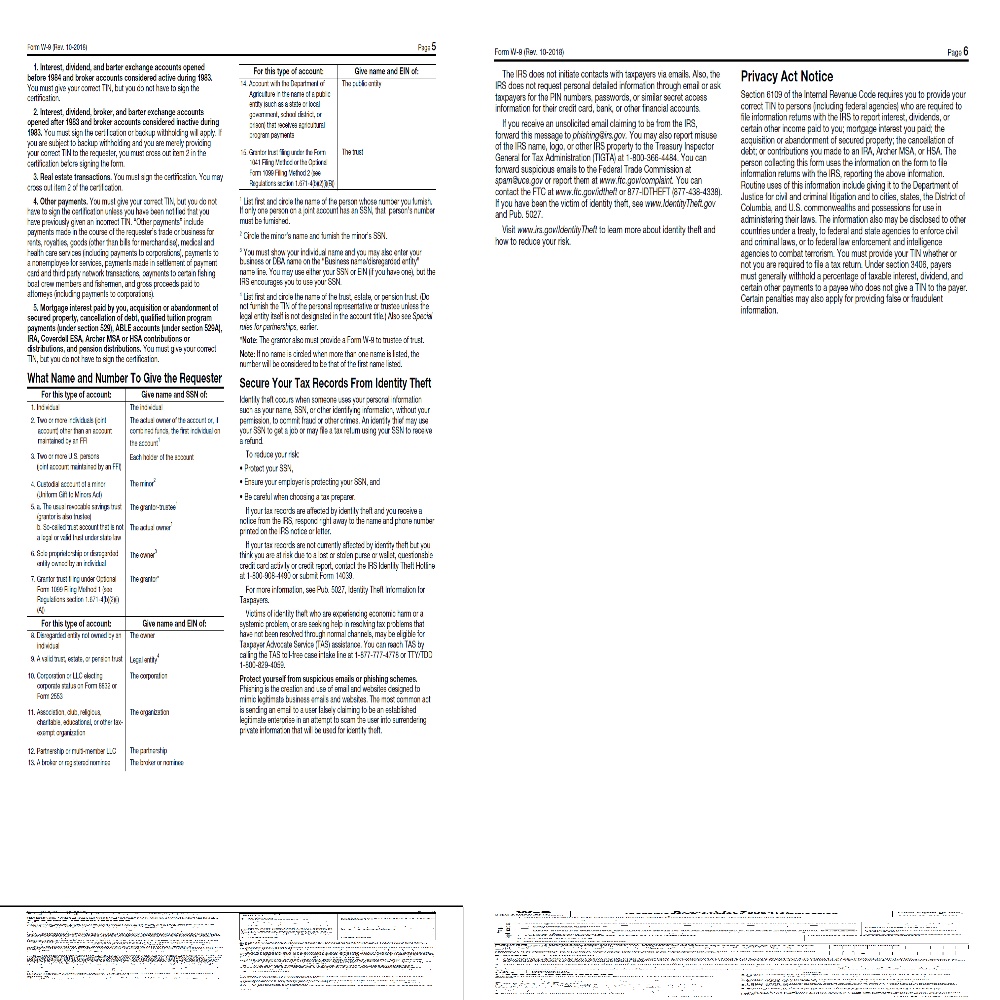 Form W-9 (Rev. 10-2018)
Page 5
1. Interest, dividend, and barter exchange accounts opened
before 1984 and broker accounts considered active during 1983.
You must give your correct TIN, but you do not have to sign the
certification.
2. Interest, dividend, broker, and barter exchange accounts
opened after 1983 and broker accounts considered inactive during
1983. You must sign the certification or backup withholding will apply. If
you are subject to backup withholding and you are merely providing
your correct TIN to the requester, you must cross out item 2 in the
certification before signing the form.
3. Real estate transactions. You must sign the certification. You may
cross out item 2 of the certification.
4. Other payments. You must give your correct TIN, but you do not
have to sign the certification unless you have been notified that you
have previously given an incorrect TIN. "Other payments" include
payments made in the course of the requester's trade or business for
rents, royalties, goods (other than bills for merchandise), medical and
health care services (including payments to corporations), payments to
a nonemployee for services, payments made in settlement of payment
card and third party network transactions, payments to certain fishing
boat crew members and fishermen, and gross proceeds paid to
attorneys (including payments to corporations).
5. Mortgage interest paid by you, acquisition or abandonment of
secured property, cancellation of debt, qualified tuition program
payments (under section 529), ABLE accounts (under section 529A),
IRA, Coverdell ESA, Archer MSA or HSA contributions or
distributions, and pension distributions. You must give your correct
TIN, but you do not have to sign the certification.
What Name and Number To Give the Requester
For this type of account: Give name and SSN of:
1. Individual The individual
2. Two or more individuals (joint The actual owner of the account or, if
account) other than an account combined funds, the first individual on
maintained by an FFI the account1
3. Two or more U.S. persons Each holder of the account
(joint account maintained by an FFI)
4. Custodial account of a minor The minor2
(Uniform Gift to Minors Act)
5. a. The usual revocable savings trust The grantor-trustee1
(grantor is also trustee)
b. So-called trust account that is not The actual owner1
a legal or valid trust under state law
6. Sole proprietorship or disregarded The owner3
entity owned by an individual
7. Grantor trust filing under Optional The grantor*
Form 1099 Filing Method 1 (see
Regulations section 1.671-4(b)(2)(i)
(A))
For this type of account: Give name and EIN of:
8. Disregarded entity not owned by an The owner
individual
9. A valid trust, estate, or pension trust Legal entity4
10. Corporation or LLC electing The corporation
corporate status on Form 8832 or
Form 2553
11. Association, club, religious, The organization
charitable, educational, or other tax-
exempt organization
12. Partnership or multi-member LLC The partnership
13. A broker or registered nominee The broker or nominee
For this type of account: Give name and EIN of:
14. Account with the Department of The public entity
Agriculture in the name of a public
entity (such as a state or local
government, school district, or
prison) that receives agricultural
program payments
15. Grantor trust filing under the Form The trust
1041 Filing Method or the Optional
Form 1099 Filing Method 2 (see
Regulations section 1.671-4(b)(2)(i)(B))
1 List first and circle the name of the person whose number you furnish.
If only one person on a joint account has an SSN, that person's number
must be furnished.
2 Circle the minor's name and furnish the minor's SSN.
3 You must show your individual name and you may also enter your
business or DBA name on the "Business name/disregarded entity"
name line. You may use either your SSN or EIN (if you have one), but the
IRS encourages you to use your SSN.
4 List first and circle the name of the trust, estate, or pension trust. (Do
not furnish the TIN of the personal representative or trustee unless the
legal entity itself is not designated in the account title.) Also see Special
rules for partnerships, earlier.
*Note: The grantor also must provide a Form W-9 to trustee of trust.
Note: If no name is circled when more than one name is listed, the
number will be considered to be that of the first name listed.
Secure Your Tax Records From Identity Theft
Identity theft occurs when someone uses your personal information
such as your name, SSN, or other identifying information, without your
permission, to commit fraud or other crimes. An identity thief may use
your SSN to get a job or may file a tax return using your SSN to receive
a refund.
To reduce your risk:
• Protect your SSN,
• Ensure your employer is protecting your SSN, and
• Be careful when choosing a tax preparer.
If your tax records are affected by identity theft and you receive a
notice from the IRS, respond right away to the name and phone number
printed on the IRS notice or letter.
If your tax records are not currently affected by identity theft but you
think you are at risk due to a lost or stolen purse or wallet, questionable
credit card activity or credit report, contact the IRS Identity Theft Hotline
at 1-800-908-4490 or submit Form 14039.
For more information, see Pub. 5027, Identity Theft Information for
Taxpayers.
Victims of identity theft who are experiencing economic harm or a
systemic problem, or are seeking help in resolving tax problems that
have not been resolved through normal channels, may be eligible for
Taxpayer Advocate Service (TAS) assistance. You can reach TAS by
calling the TAS toll-free case intake line at 1-877-777-4778 or TTY/TDD
1-800-829-4059.
Protect yourself from suspicious emails or phishing schemes.
Phishing is the creation and use of email and websites designed to
mimic legitimate business emails and websites. The most common act
is sending an email to a user falsely claiming to be an established
legitimate enterprise in an attempt to scam the user into surrendering
private information that will be used for identity theft.
Form W-9 (Rev. 10-2018)
Page 6
The IRS does not initiate contacts with taxpayers via emails. Also, the
IRS does not request personal detailed information through email or ask
taxpayers for the PIN numbers, passwords, or similar secret access
information for their credit card, bank, or other financial accounts.
If you receive an unsolicited email claiming to be from the IRS,
forward this message to phishing@irs.gov. You may also report misuse
of the IRS name, logo, or other IRS property to the Treasury Inspector
General for Tax Administration (TIGTA) at 1-800-366-4484. You can
forward suspicious emails to the Federal Trade Commission at
spam@uce.gov or report them at www.ftc.gov/complaint. You can
contact the FTC at www.ftc.gov/idtheft or 877-IDTHEFT (877-438-4338).
If you have been the victim of identity theft, see www.IdentityTheft.gov
and Pub. 5027.
Visit www.irs.gov/IdentityTheft to learn more about identity theft and
how to reduce your risk.
Privacy Act Notice
Section 6109 of the Internal Revenue Code requires you to provide your
correct TIN to persons (including federal agencies) who are required to
file information returns with the IRS to report interest, dividends, or
certain other income paid to you; mortgage interest you paid; the
acquisition or abandonment of secured property; the cancellation of
debt; or contributions you made to an IRA, Archer MSA, or HSA. The
person collecting this form uses the information on the form to file
information returns with the IRS, reporting the above information.
Routine uses of this information include giving it to the Department of
Justice for civil and criminal litigation and to cities, states, the District of
Columbia, and U.S. commonwealths and possessions for use in
administering their laws. The information also may be disclosed to other
countries under a treaty, to federal and state agencies to enforce civil
and criminal laws, or to federal law enforcement and intelligence
agencies to combat terrorism. You must provide your TIN whether or
not you are required to file a tax return. Under section 3406, payers
must generally withhold a percentage of taxable interest, dividend, and
certain other payments to a payee who does not give a TIN to the payer.
Certain penalties may also apply for providing false or fraudulent
information.